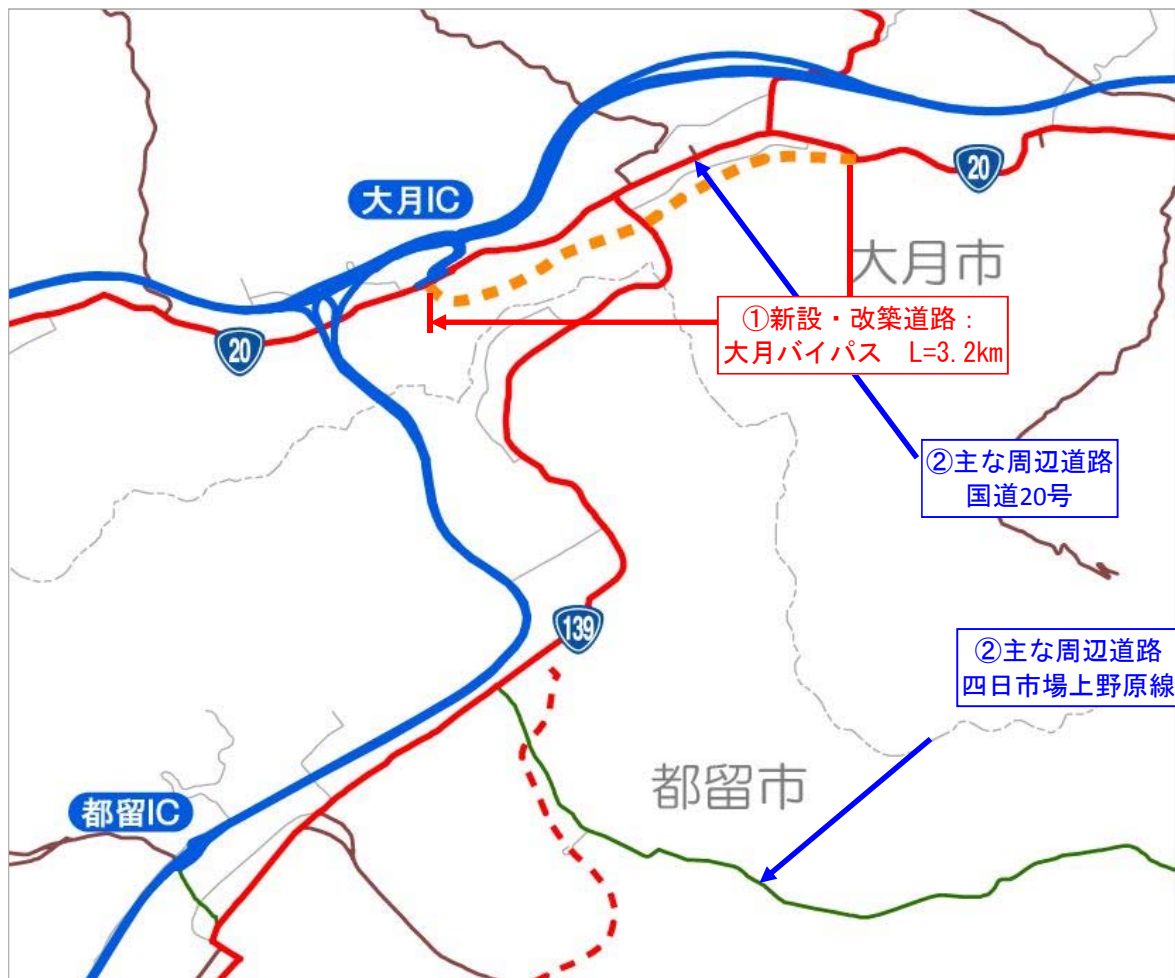 20
大月IC
大月市
①新設・改築道路：
大月バイパス L=3.2km
20
②主な周辺道路
国道20号
139
②主な周辺道路
四日市場上野原線
都留市
都留IC